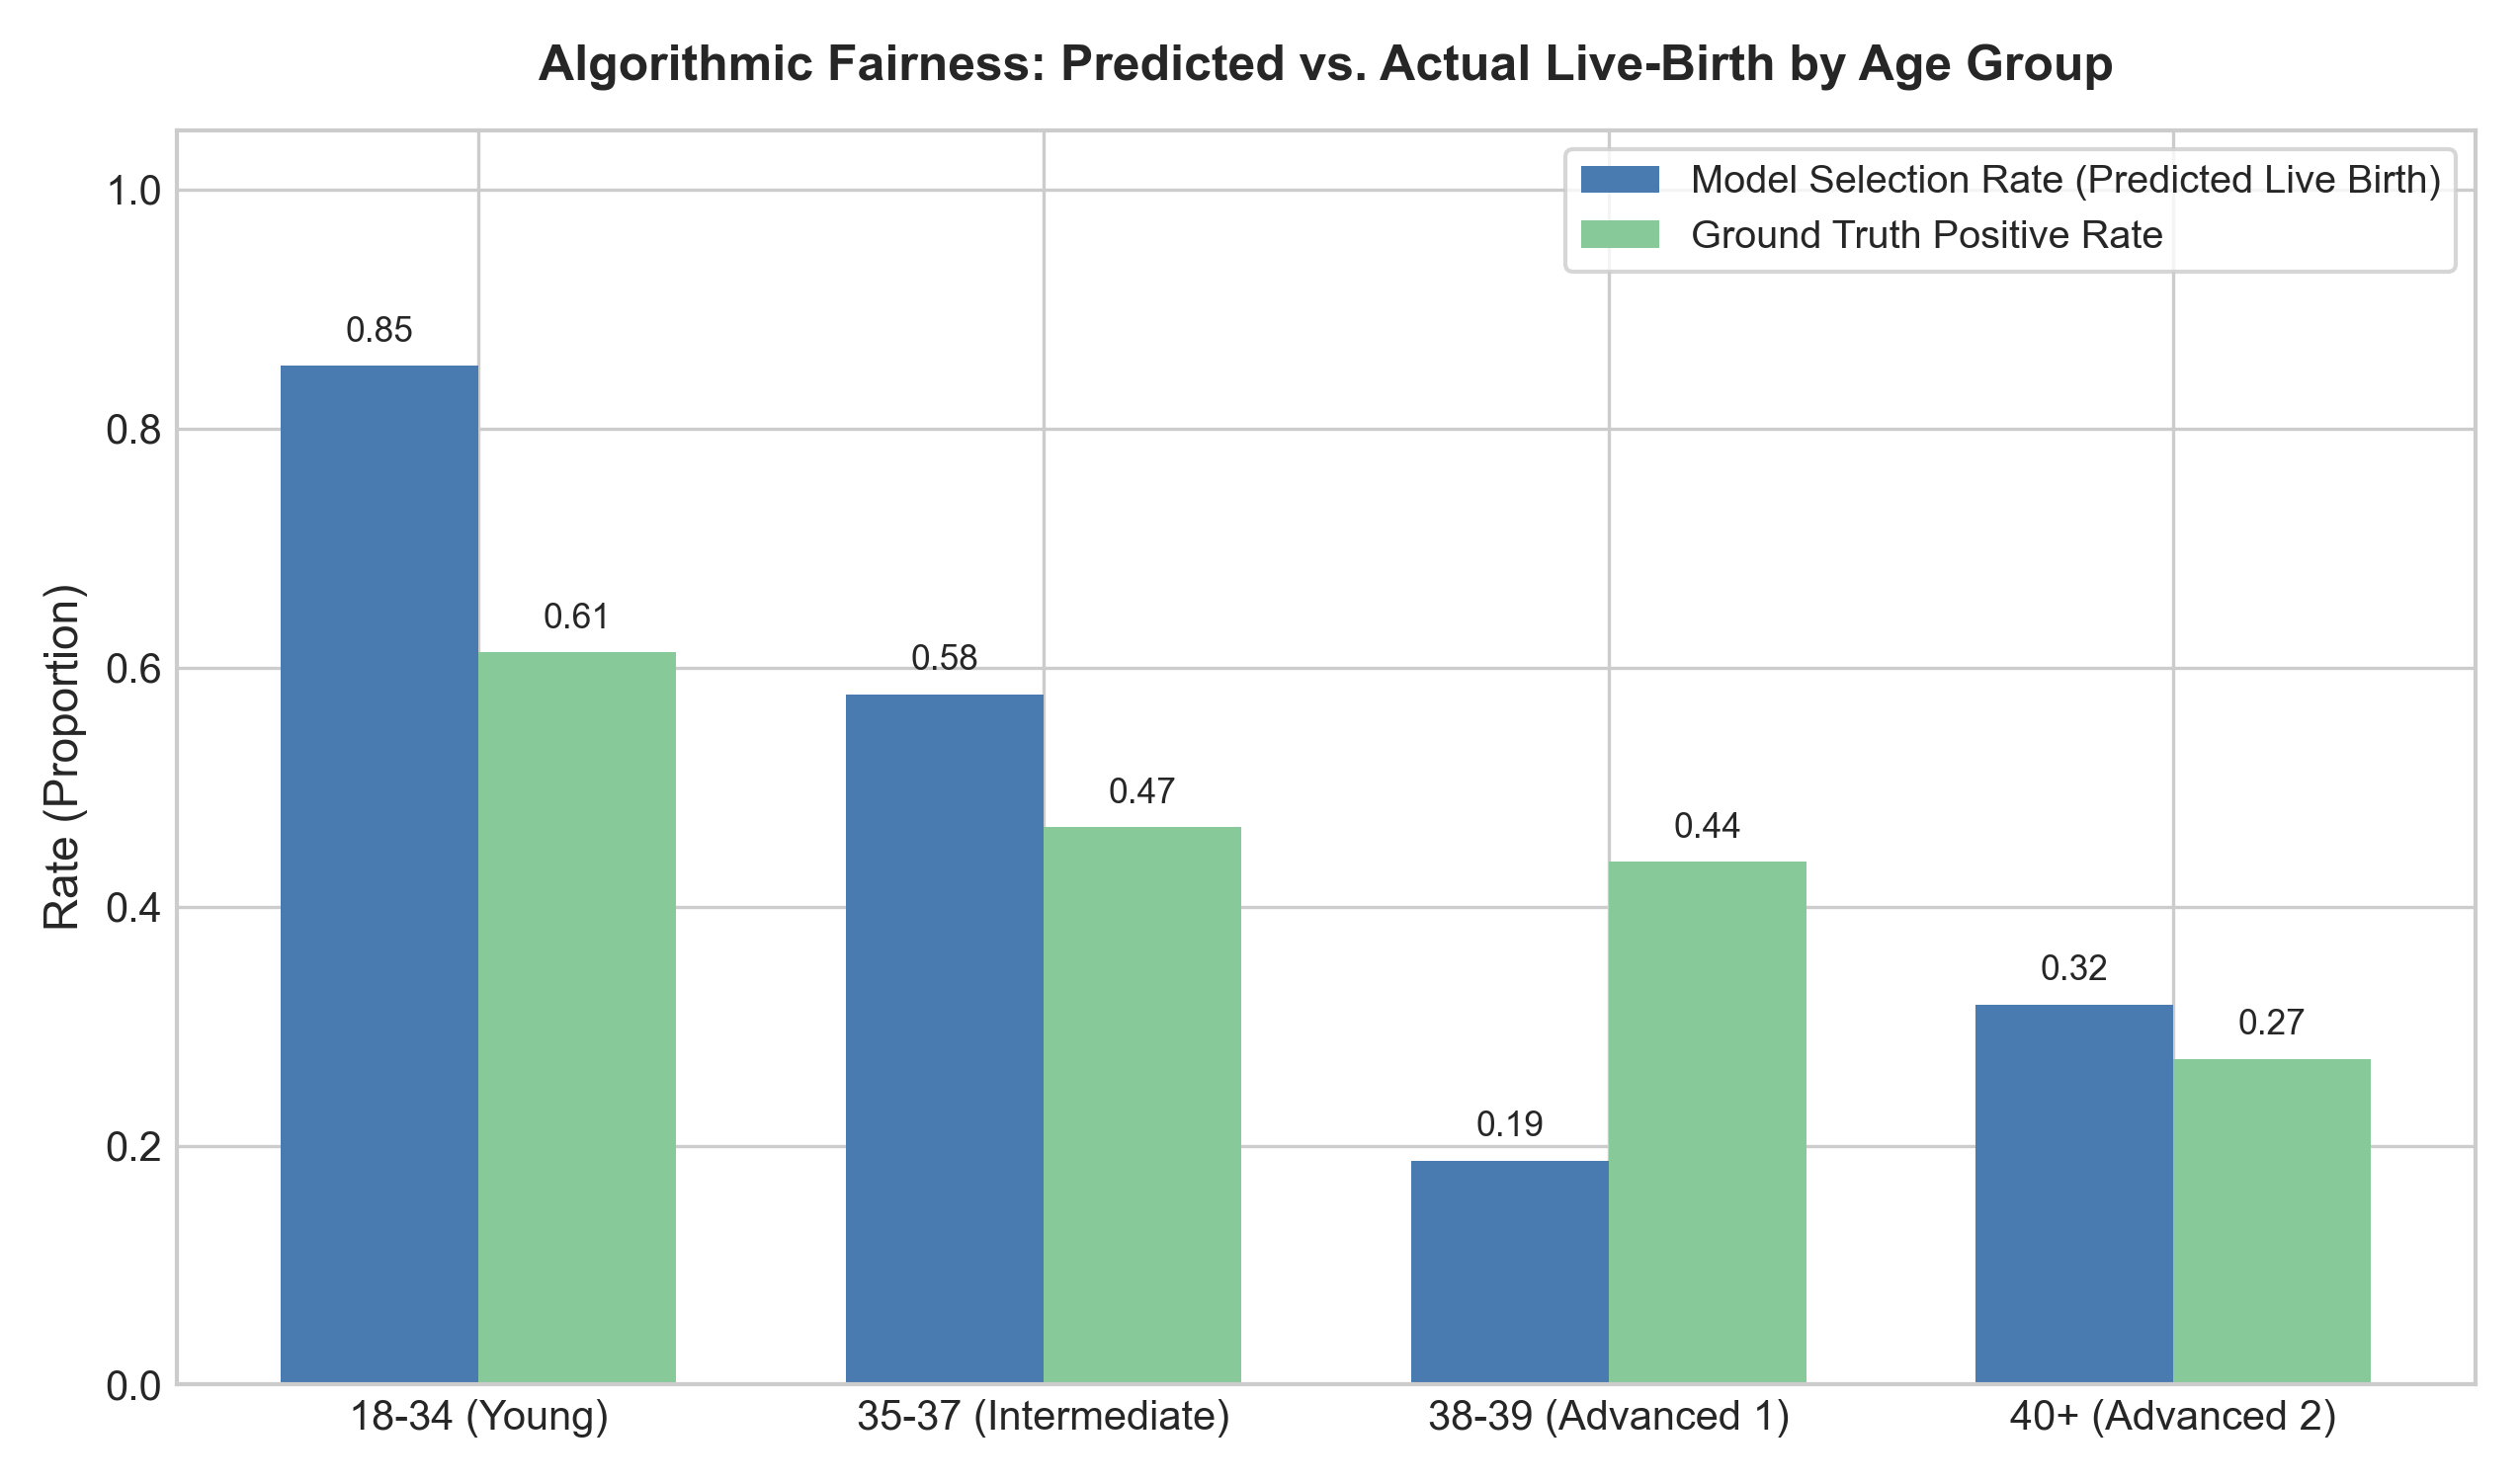 Algorithmic Fairness: Predicted vs. Actual Live-Birth by Age Group
Model Selection Rate (Predicted Live Birth)
Ground Truth Positive Rate
Rate (Proportion)
1.0
0.8
0.6
0.4
0.2
0.0
0.85
0.61
0.58
0.47
0.19
0.44
0.32
0.27
18-34 (Young)
35-37 (Intermediate)
38-39 (Advanced 1)
40+ (Advanced 2)